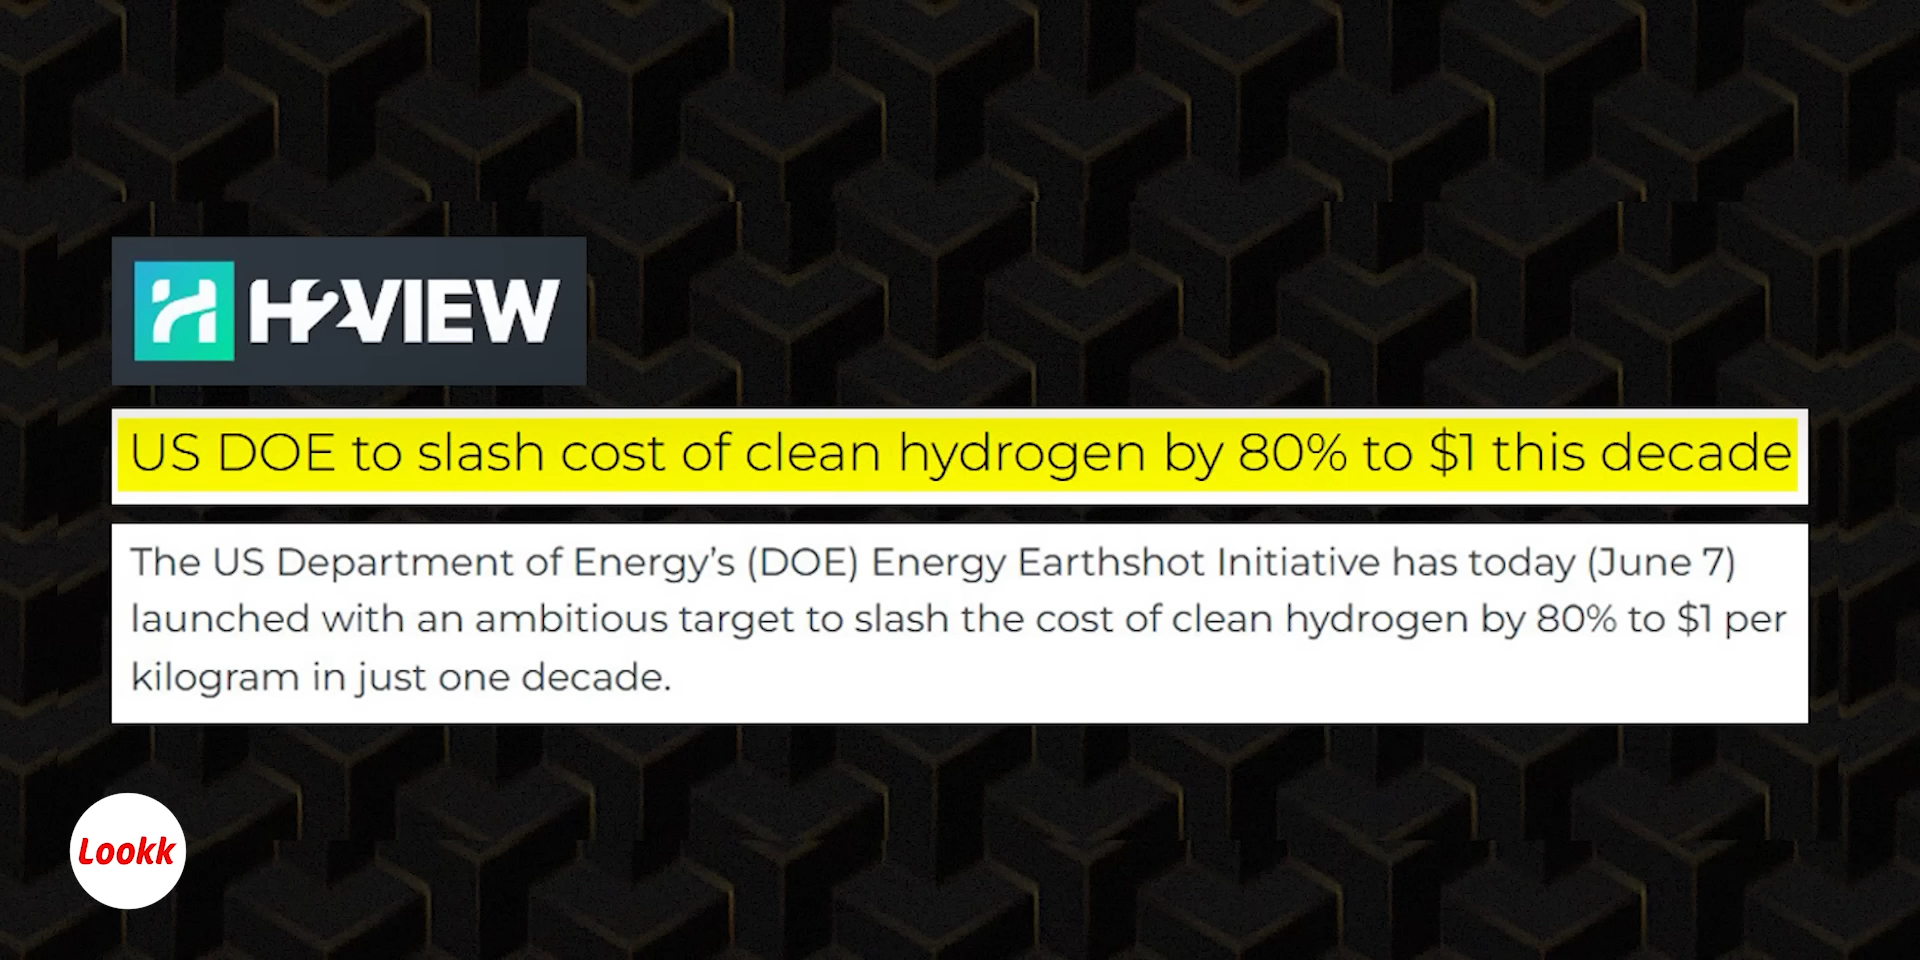 H2VIEW
US DOE to slash cost of clean hydrogen by 80% to $1 this decade
The US Department of Energy’s (DOE) Energy Earthshot Initiative has today (June 7)
launched with an ambitious target to slash the cost of clean hydrogen by 80% to $1 per
kilogram in just one decade.
Lookk